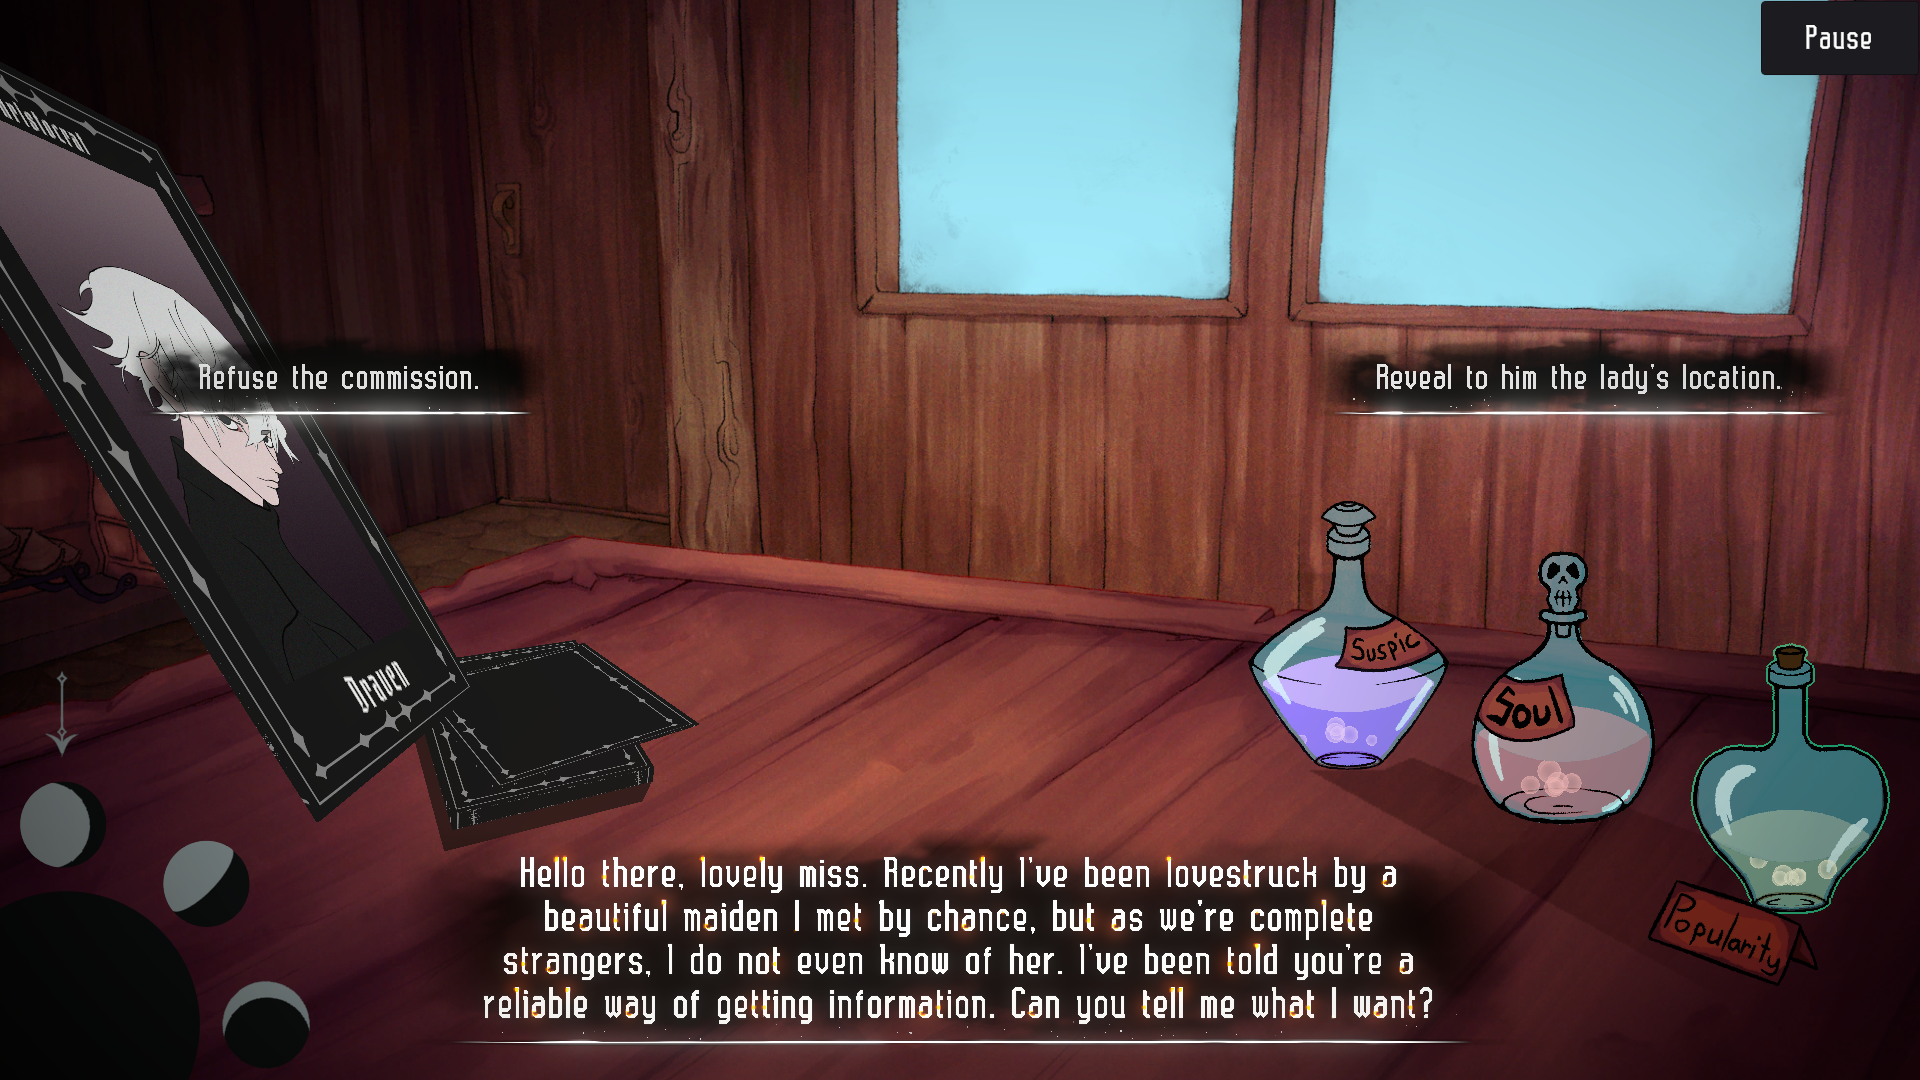 Pause
Aristocrat
Refuse the commission.
Reveal to him the lady's location.
Suspic
Soul
Draven
Popularity
Hello there, lovely miss. Recently I've been lovestruck by a
beautiful maiden I met by chance, but as we're complete
strangers, I do not even know of her. I've been told you're a
reliable way of getting information. Can you tell me what I want?